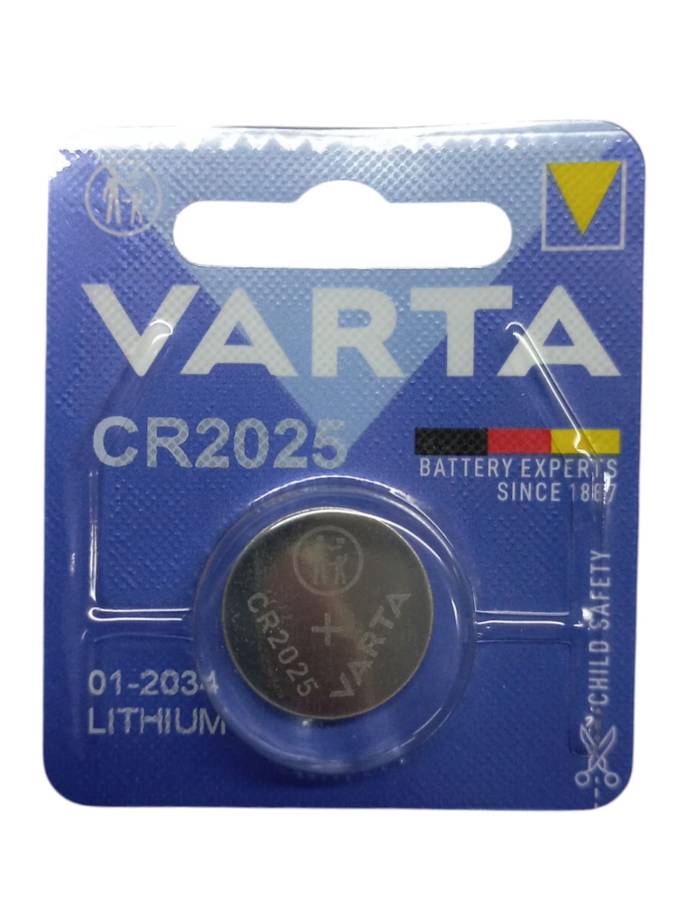 VARTA
CR2025
BATTERY EXPERTS
SINCE 1887
CR2025
+
VARTA
01-2034
LITHIUM
CHILD SAFETY